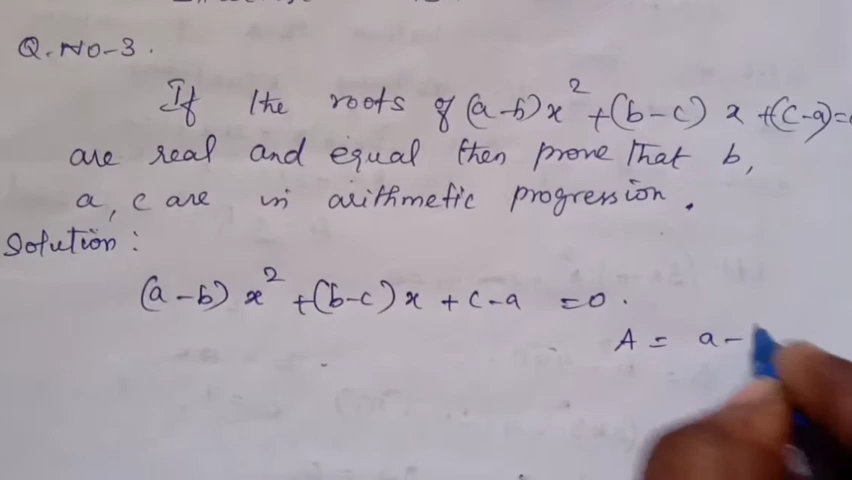 Q. NO-3.
If the roots of (a-b)x² +(b-c) x +(c-a)=
are real and equal then prove that b,
a, c are in arithmetic progression.
Solution:
(a-b) x² +(b-c)x + c-a =0.
A = a-